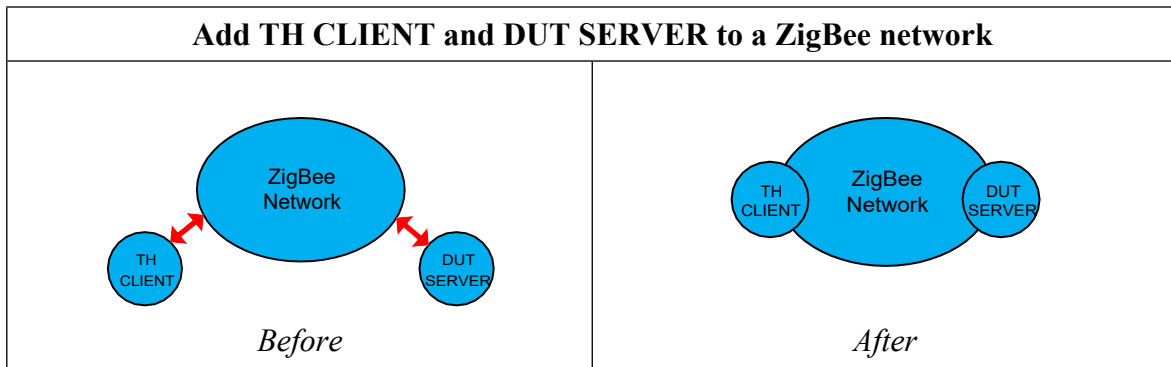 Add TH CLIENT and DUT SERVER to a ZigBee network
ZigBee
Network
TH
CLIENT
DUT
SERVER
Before
TH
CLIENT
ZigBee
Network
DUT
SERVER
After